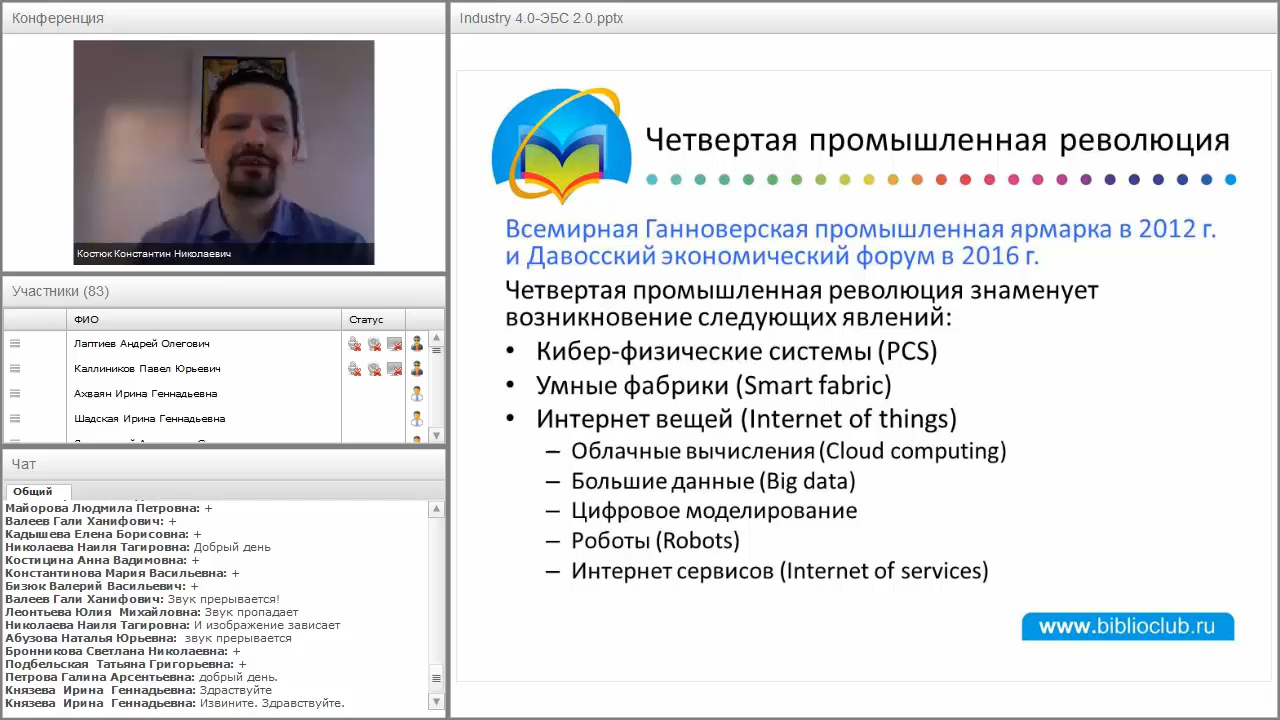 Конференция
Костюк Константин Николаевич
Участники (83)
ФИО
Статус
Лаптиев Андрей Олегович
Каллиников Павел Юрьевич
Ахваян Ирина Геннадьевна
Шадская Ирина Геннадьевна
Чат
Общий
Майорова Людмила Петровна: +
Валеев Гали Ханифович: +
Кадышева Елена Борисовна: +
Николаева Наиля Тагировна: Добрый день
Костицина Анна Вадимовна: +
Константинова Мария Васильевна: +
Бизюк Валерий Васильевич: +
Валеев Гали Ханифович: Звук прерывается!
Леонтьева Юлия Михайловна: Звук пропадает
Николаева Наиля Тагировна: И изображение зависает
Абузова Наталья Юрьевна: звук прерывается
Бронникова Светлана Николаевна: +
Подбельская Татьяна Григорьевна: +
Петрова Галина Арсентьевна: добрый день.
Князева Ирина Геннадьевна: Здраствуйте
Князева Ирина Геннадьевна: Извините. Здравствуйте.
Industry 4.0-ЭБС 2.0.pptx
Четвертая промышленная революция
Всемирная Ганноверская промышленная ярмарка в 2012 г.
и Давосский экономический форум в 2016 г.
Четвертая промышленная революция знаменует
возникновение следующих явлений:
• Кибер-физические системы (PCS)
• Умные фабрики (Smart fabric)
• Интернет вещей (Internet of things)
– Облачные вычисления (Cloud computing)
– Большие данные (Big data)
– Цифровое моделирование
– Роботы (Robots)
– Интернет сервисов (Internet of services)
www.biblioclub.ru